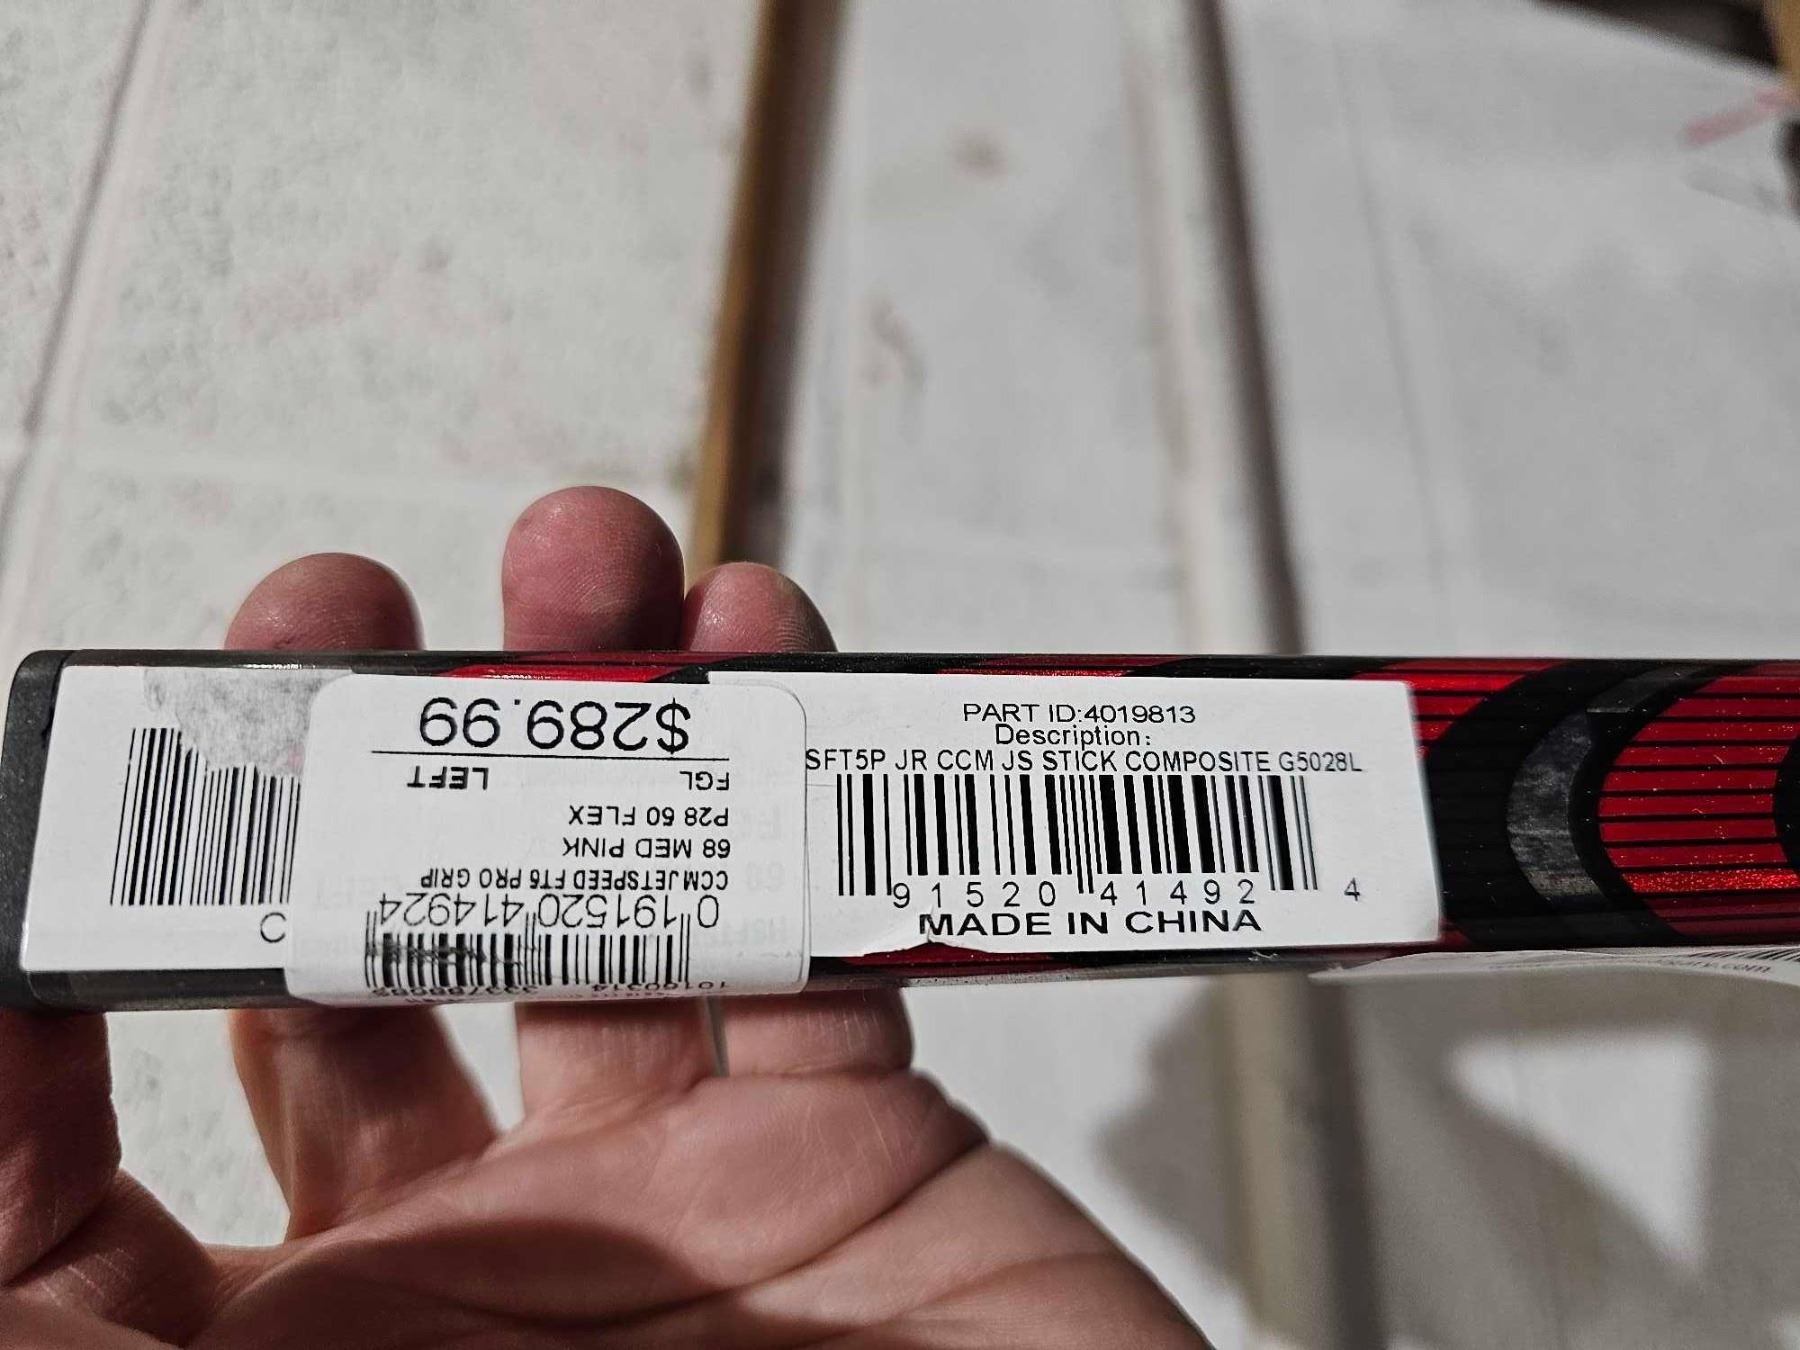 $289.99
FGL LEFT
P28 60 FLEX
68 MED PINK
CCM JETSPEED FT6 PRO GRIP
0 191520 414924
10160314
C
PART ID:4019813
Description:
SFT5P JR CCM JS STICK COMPOSITE G5028L
91520 41492 4
MADE IN CHINA